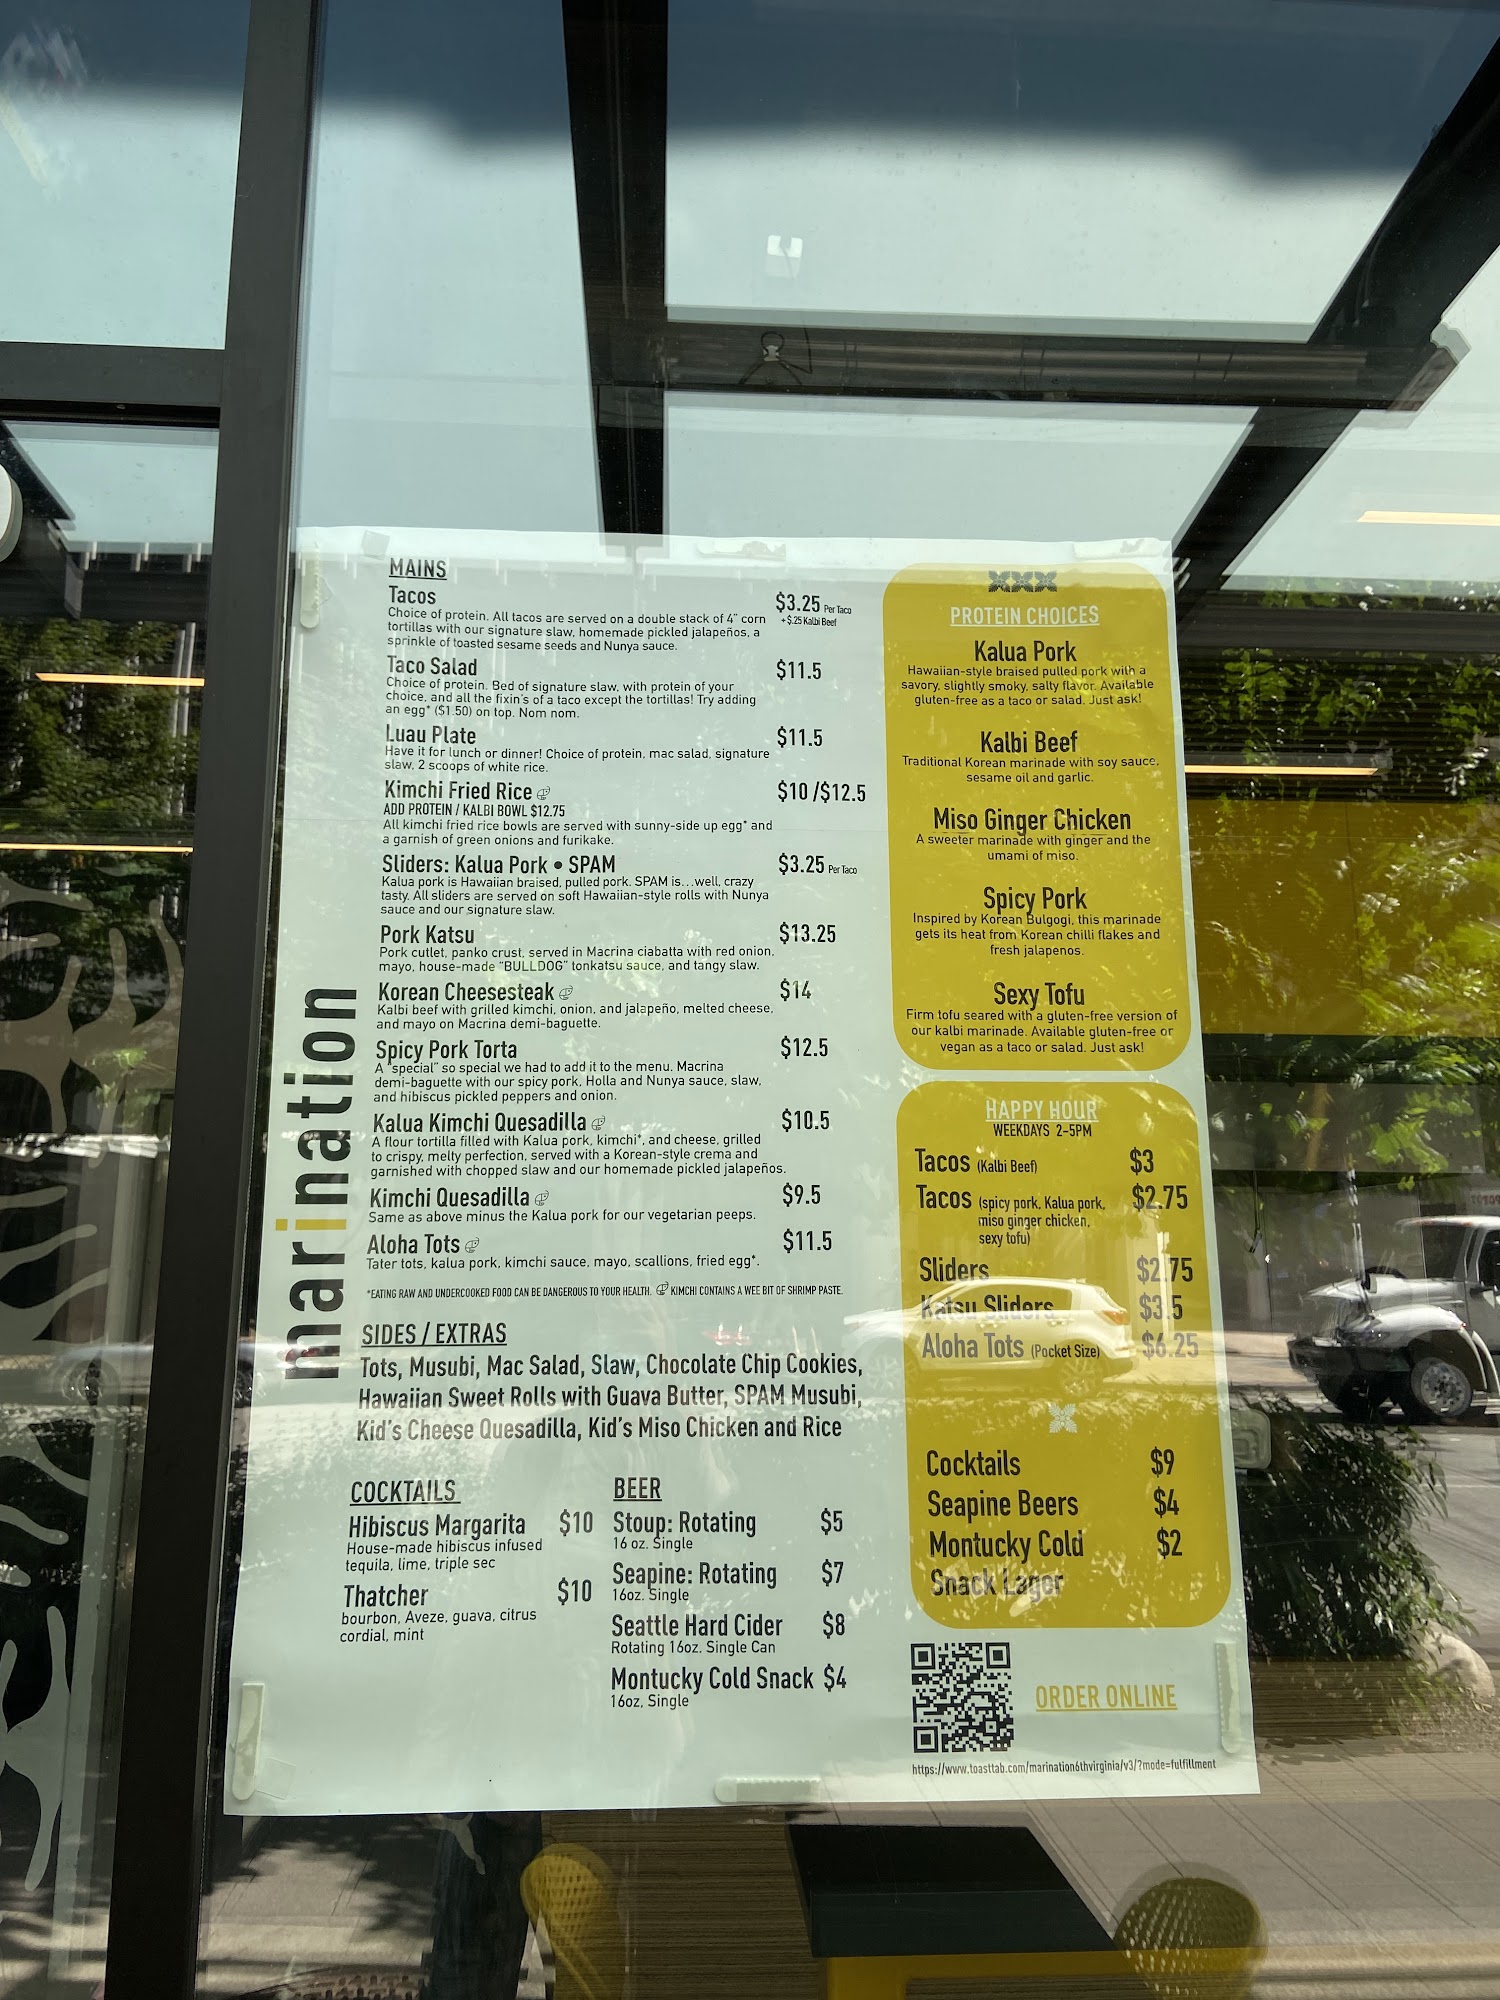 marination
MAINS
Tacos
$3.25 Per Taco
+ $.25 Kalbi Beef
Choice of protein. All tacos are served on a double stack of 4" corn
tortillas with our signature slaw, homemade pickled jalapeños, a
sprinkle of toasted sesame seeds and Nunya sauce.
Taco Salad
$11.5
Choice of protein. Bed of signature slaw, with protein of your
choice, and all the fixin's of a taco except the tortillas! Try adding
an egg* ($1.50) on top. Nom nom.
Luau Plate
$11.5
Have it for lunch or dinner! Choice of protein, mac salad, signature
slaw, 2 scoops of white rice.
Kimchi Fried Rice
$10 /$12.5
ADD PROTEIN / KALBI BOWL $12.75
All kimchi fried rice bowls are served with sunny-side up egg* and
a garnish of green onions and furikake.
Sliders: Kalua Pork • SPAM
$3.25 Per Taco
Kalua pork is Hawaiian braised, pulled pork. SPAM is...well, crazy
tasty. All sliders are served on soft Hawaiian-style rolls with Nunya
sauce and our signature slaw.
Pork Katsu
$13.25
Pork cutlet, panko crust, served in Macrina ciabatta with red onion,
mayo, house-made "BULLDOG" tonkatsu sauce, and tangy slaw.
Korean Cheesesteak
$14
Kalbi beef with grilled kimchi, onion, and jalapeño, melted cheese,
and mayo on Macrina demi-baguette.
Spicy Pork Torta
$12.5
A "special" so special we had to add it to the menu. Macrina
demi-baguette with our spicy pork, Holla and Nunya sauce, slaw,
and hibiscus pickled peppers and onion.
Kalua Kimchi Quesadilla
$10.5
A flour tortilla filled with Kalua pork, kimchi*, and cheese, grilled
to crispy, melty perfection, served with a Korean-style crema and
garnished with chopped slaw and our homemade pickled jalapeños.
Kimchi Quesadilla
$9.5
Same as above minus the Kalua pork for our vegetarian peeps.
Aloha Tots
$11.5
Tater tots, kalua pork, kimchi sauce, mayo, scallions, fried egg*.
*EATING RAW AND UNDERCOOKED FOOD CAN BE DANGEROUS TO YOUR HEALTH. KIMCHI CONTAINS A WEE BIT OF SHRIMP PASTE.
SIDES / EXTRAS
Tots, Musubi, Mac Salad, Slaw, Chocolate Chip Cookies,
Hawaiian Sweet Rolls with Guava Butter, SPAM Musubi,
Kid's Cheese Quesadilla, Kid's Miso Chicken and Rice
COCKTAILS
Hibiscus Margarita $10
House-made hibiscus infused
tequila, lime, triple sec
Thatcher $10
bourbon, Aveze, guava, citrus
cordial, mint
BEER
Stoup: Rotating $5
16 oz. Single
Seapine: Rotating $7
16oz. Single
Seattle Hard Cider $8
Rotating 16oz. Single Can
Montucky Cold Snack $4
16oz, Single
PROTEIN CHOICES
Kalua Pork
Hawaiian-style braised pulled pork with a
savory, slightly smoky, salty flavor. Available
gluten-free as a taco or salad. Just ask!
Kalbi Beef
Traditional Korean marinade with soy sauce,
sesame oil and garlic.
Miso Ginger Chicken
A sweeter marinade with ginger and the
umami of miso.
Spicy Pork
Inspired by Korean Bulgogi, this marinade
gets its heat from Korean chilli flakes and
fresh jalapenos.
Sexy Tofu
Firm tofu seared with a gluten-free version of
our kalbi marinade. Available gluten-free or
vegan as a taco or salad. Just ask!
HAPPY HOUR
WEEKDAYS 2-5PM
Tacos (Kalbi Beef) $3
Tacos (spicy pork, Kalua pork, $2.75
miso ginger chicken,
sexy tofu)
Sliders $2.75
Katsu Sliders $3.5
Aloha Tots (Pocket Size) $6.25
Cocktails $9
Seapine Beers $4
Montucky Cold $2
Snack Lager
ORDER ONLINE
https://www.toasttab.com/marination6thvirginia/v3/?mode=fulfillment